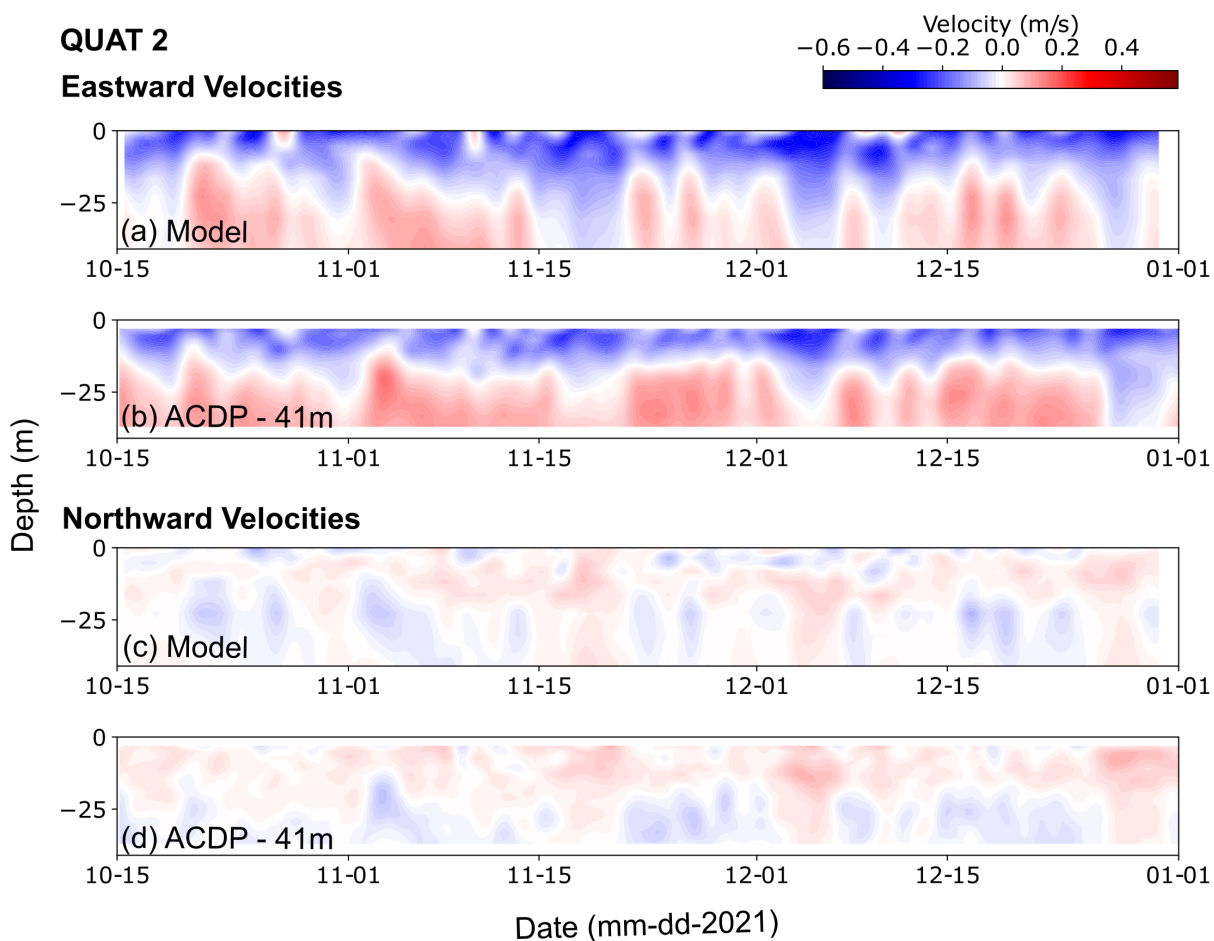 QUAT 2
Velocity (m/s)
−0.6 −0.4 −0.2 0.0 0.2 0.4
Eastward Velocities
0
−25
(a) Model
10-15 11-01 11-15 12-01 12-15 01-01
0
−25
(b) ACDP - 41m
10-15 11-01 11-15 12-01 12-15 01-01
Depth (m)
Northward Velocities
0
−25
(c) Model
10-15 11-01 11-15 12-01 12-15 01-01
0
−25
(d) ACDP - 41m
10-15 11-01 11-15 12-01 12-15 01-01
Date (mm-dd-2021)